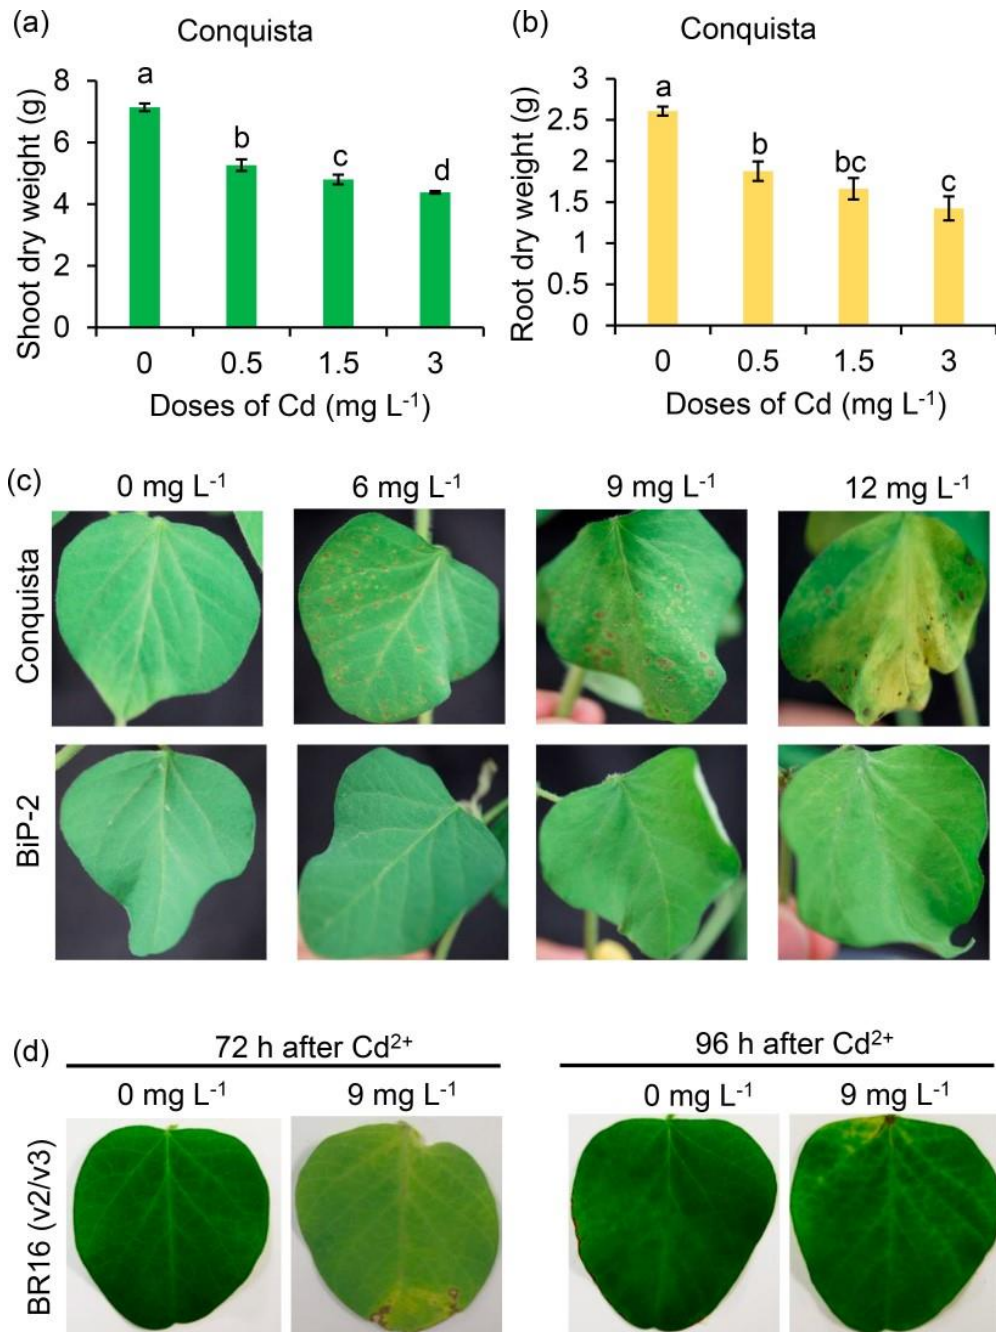 (a)
Conquista
Shoot dry weight (g)
8
6
4
2
0
a
b
c
d
0 0.5 1.5 3
Doses of Cd (mg L⁻¹)
(b)
Conquista
Root dry weight (g)
3
2.5
2
1.5
1
0.5
0
a
b
bc
c
0 0.5 1.5 3
Doses of Cd (mg L⁻¹)
(c)
0 mg L⁻¹ 6 mg L⁻¹ 9 mg L⁻¹ 12 mg L⁻¹
Conquista
BiP-2
(d)
72 h after Cd²⁺ 96 h after Cd²⁺
0 mg L⁻¹ 9 mg L⁻¹ 0 mg L⁻¹ 9 mg L⁻¹
BR16 (v2/v3)